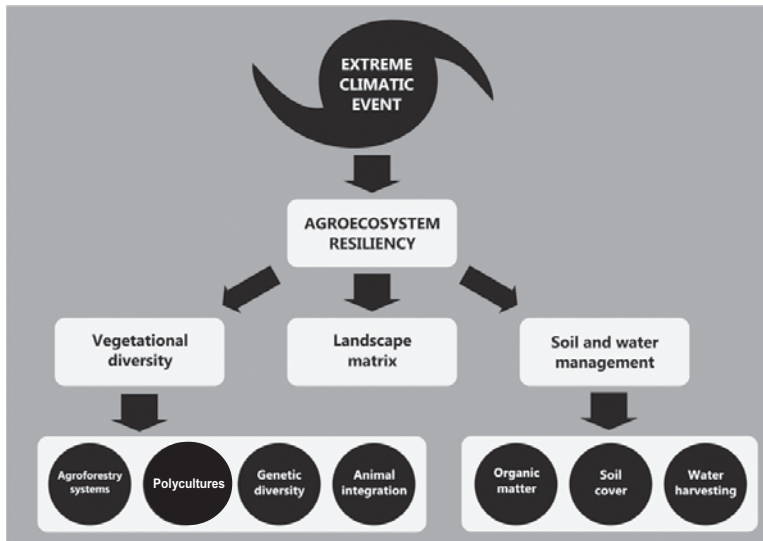 EXTREME
CLIMATIC
EVENT
AGROECOSYSTEM
RESILIENCY
Vegetational
diversity
Landscape
matrix
Soil and water
management
Agroforestry
systems
Polycultures
Genetic
diversity
Animal
integration
Organic
matter
Soil
cover
Water
harvesting